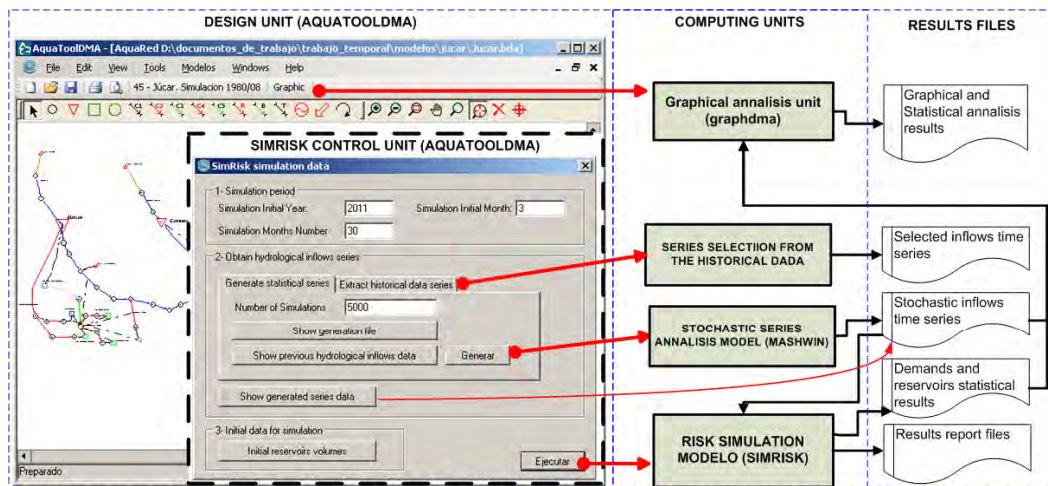 DESIGN UNIT (AQUATOOLDMA)
COMPUTING UNITS
RESULTS FILES
AquaToolDMA - [AquaRed D:\documentos_de_trabajo\trabajo_temporal\modelos\jucar\Jucar.bda]
File Edit View Tools Modelos Windows Help
45 - Júcar. Simulacion 1980/08 Graphic
SIMRISK CONTROL UNIT (AQUATOOLDMA)
SimRisk simulation data
1- Simulation period
Simulation Initial Year: 2011 Simulation Initial Month: 3
Simulation Months Number 30
2- Obtain hydrological inflows series
Generate statistical series Extract historical data series
Number of Simulations 5000
Show generation file
Show previous hydrological inflows data Generar
Show generated series data
3- Initial data for simulation
Initial reservoirs volumes
Ejecutar
Preparado
Graphical annalisis unit
(graphdma)
SERIES SELECTIION FROM
THE HISTORICAL DADA
STOCHASTIC SERIES
ANNALISIS MODEL (MASHWIN)
RISK SIMULATION
MODELO (SIMRISK)
Graphical and
Statistical annalisis
results
Selected inflows time
series
Stochastic inflows
time series
Demands and
reservoirs statistical
results
Results report files